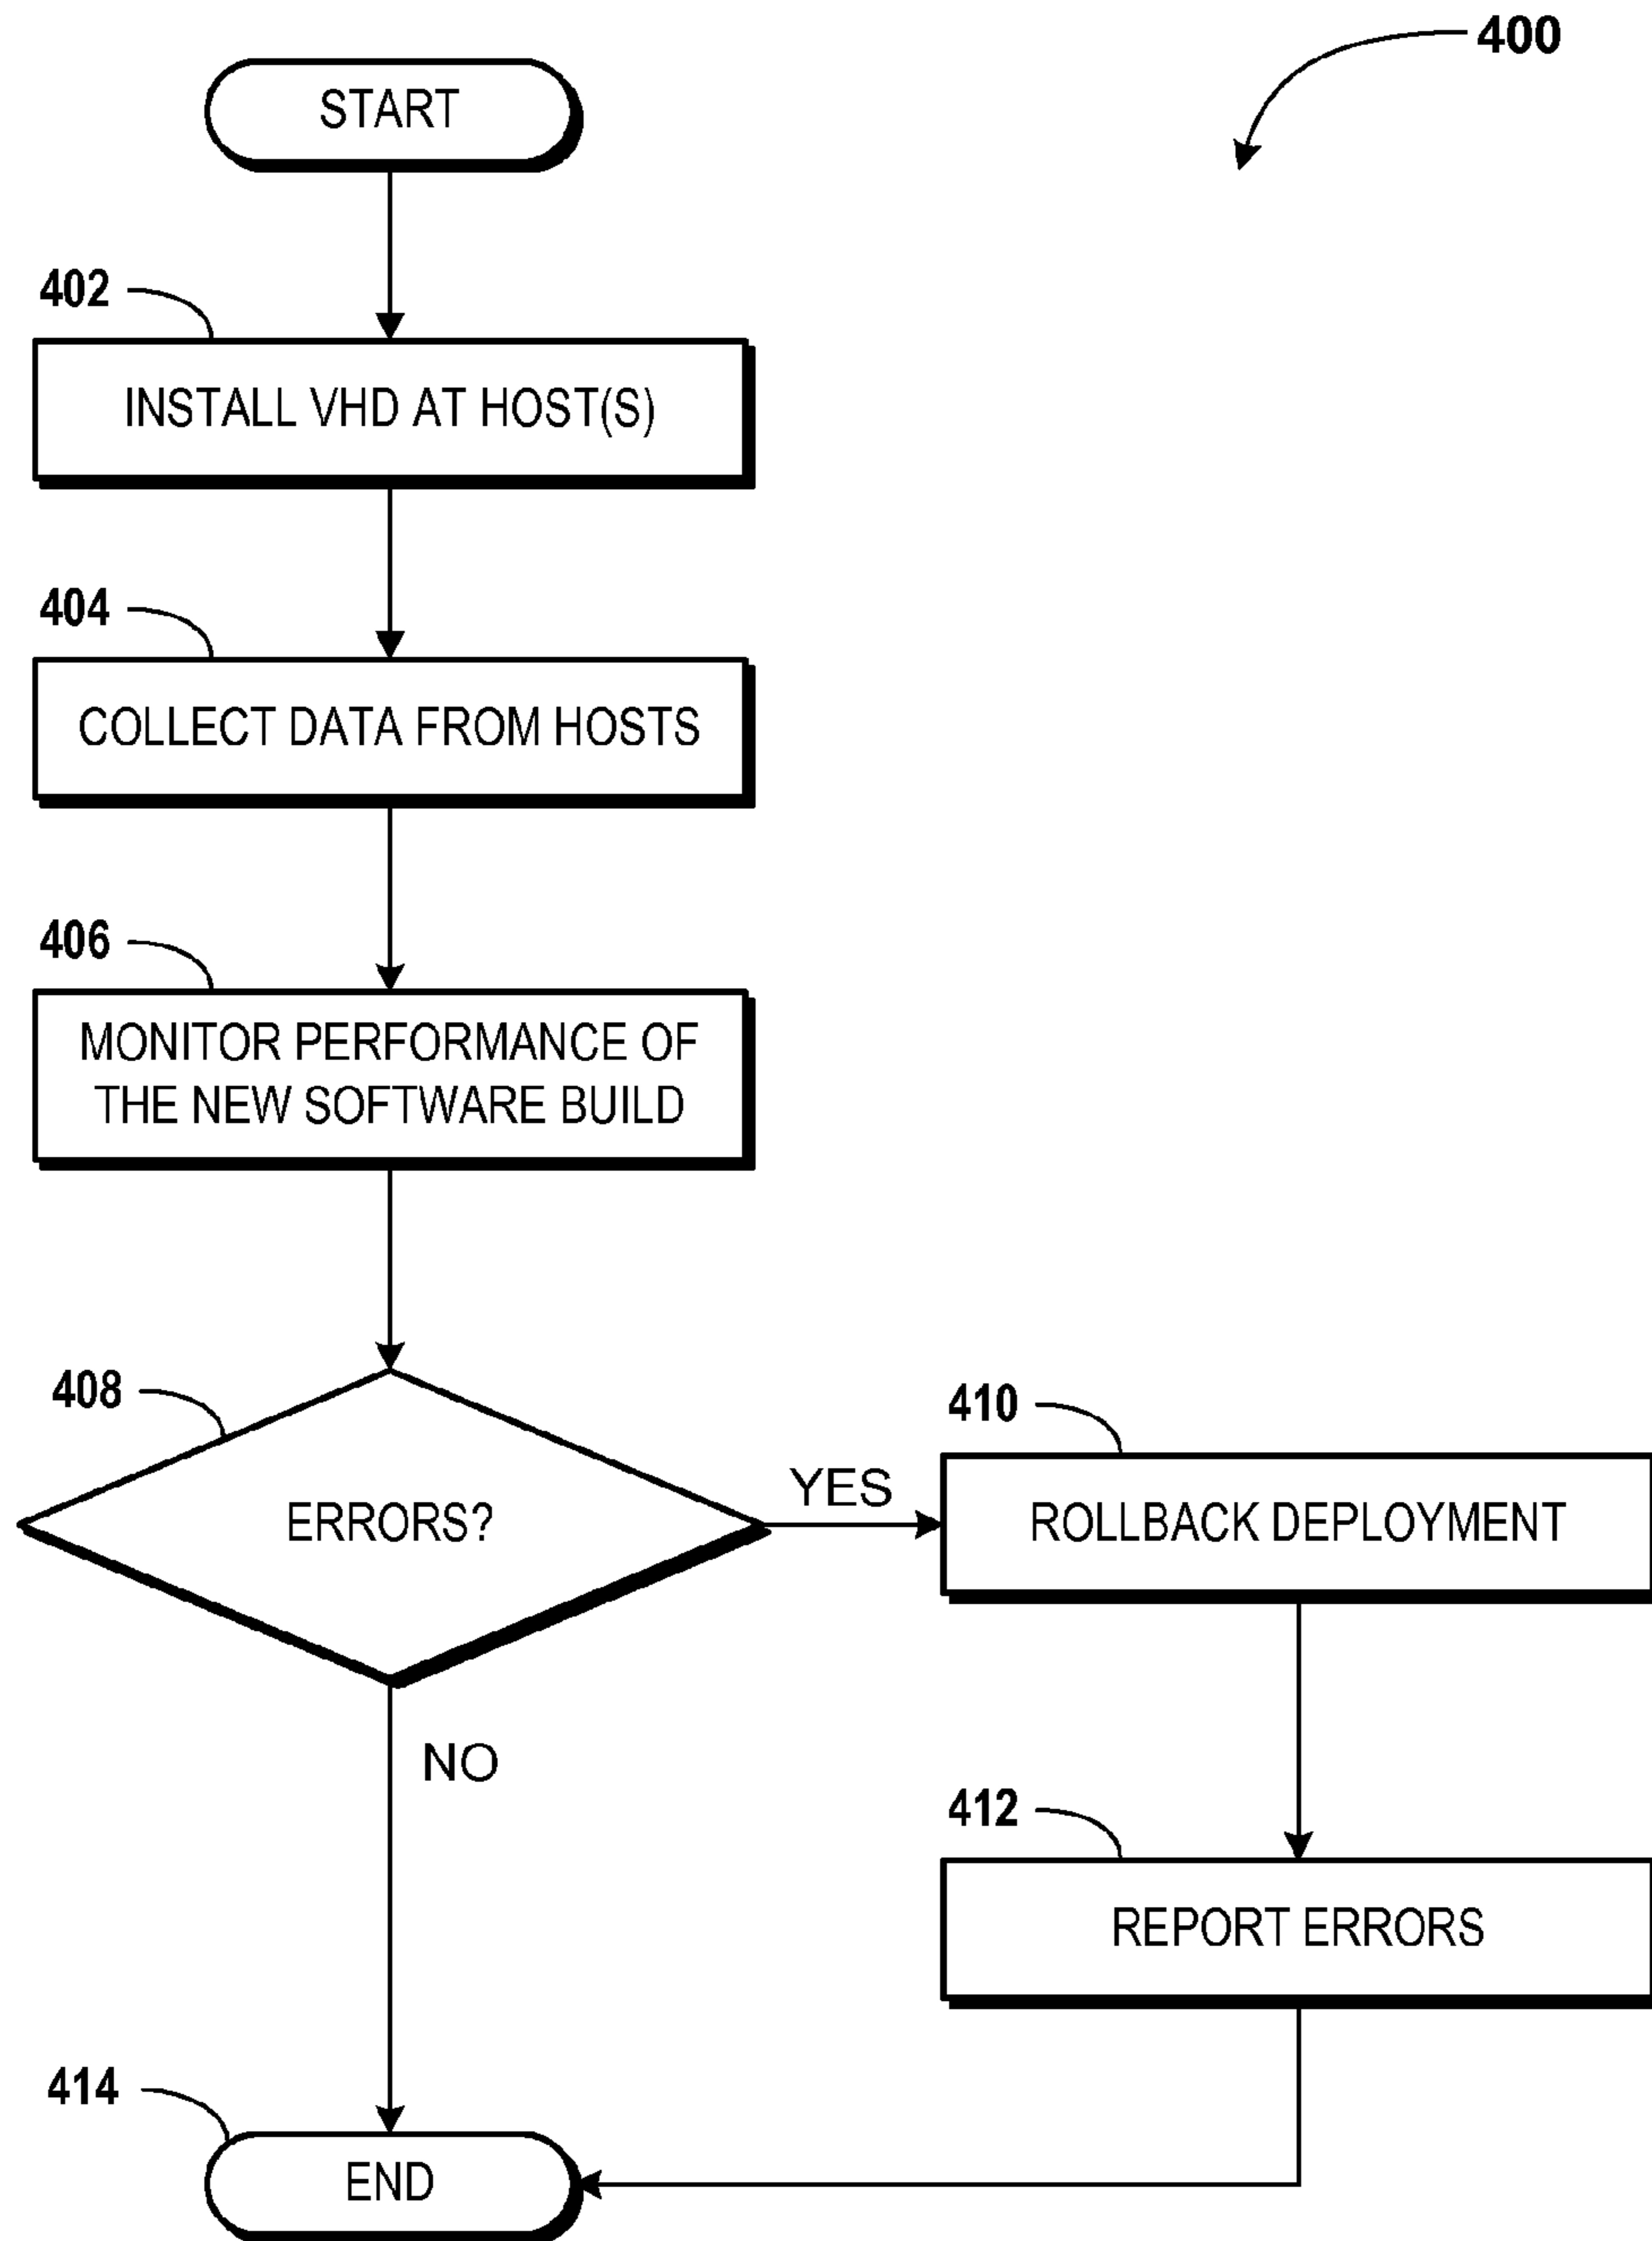 400
START
402
INSTALL VHD AT HOST(S)
404
COLLECT DATA FROM HOSTS
406
MONITOR PERFORMANCE OF
THE NEW SOFTWARE BUILD
408
ERRORS?
YES
410
ROLLBACK DEPLOYMENT
NO
412
REPORT ERRORS
414
END